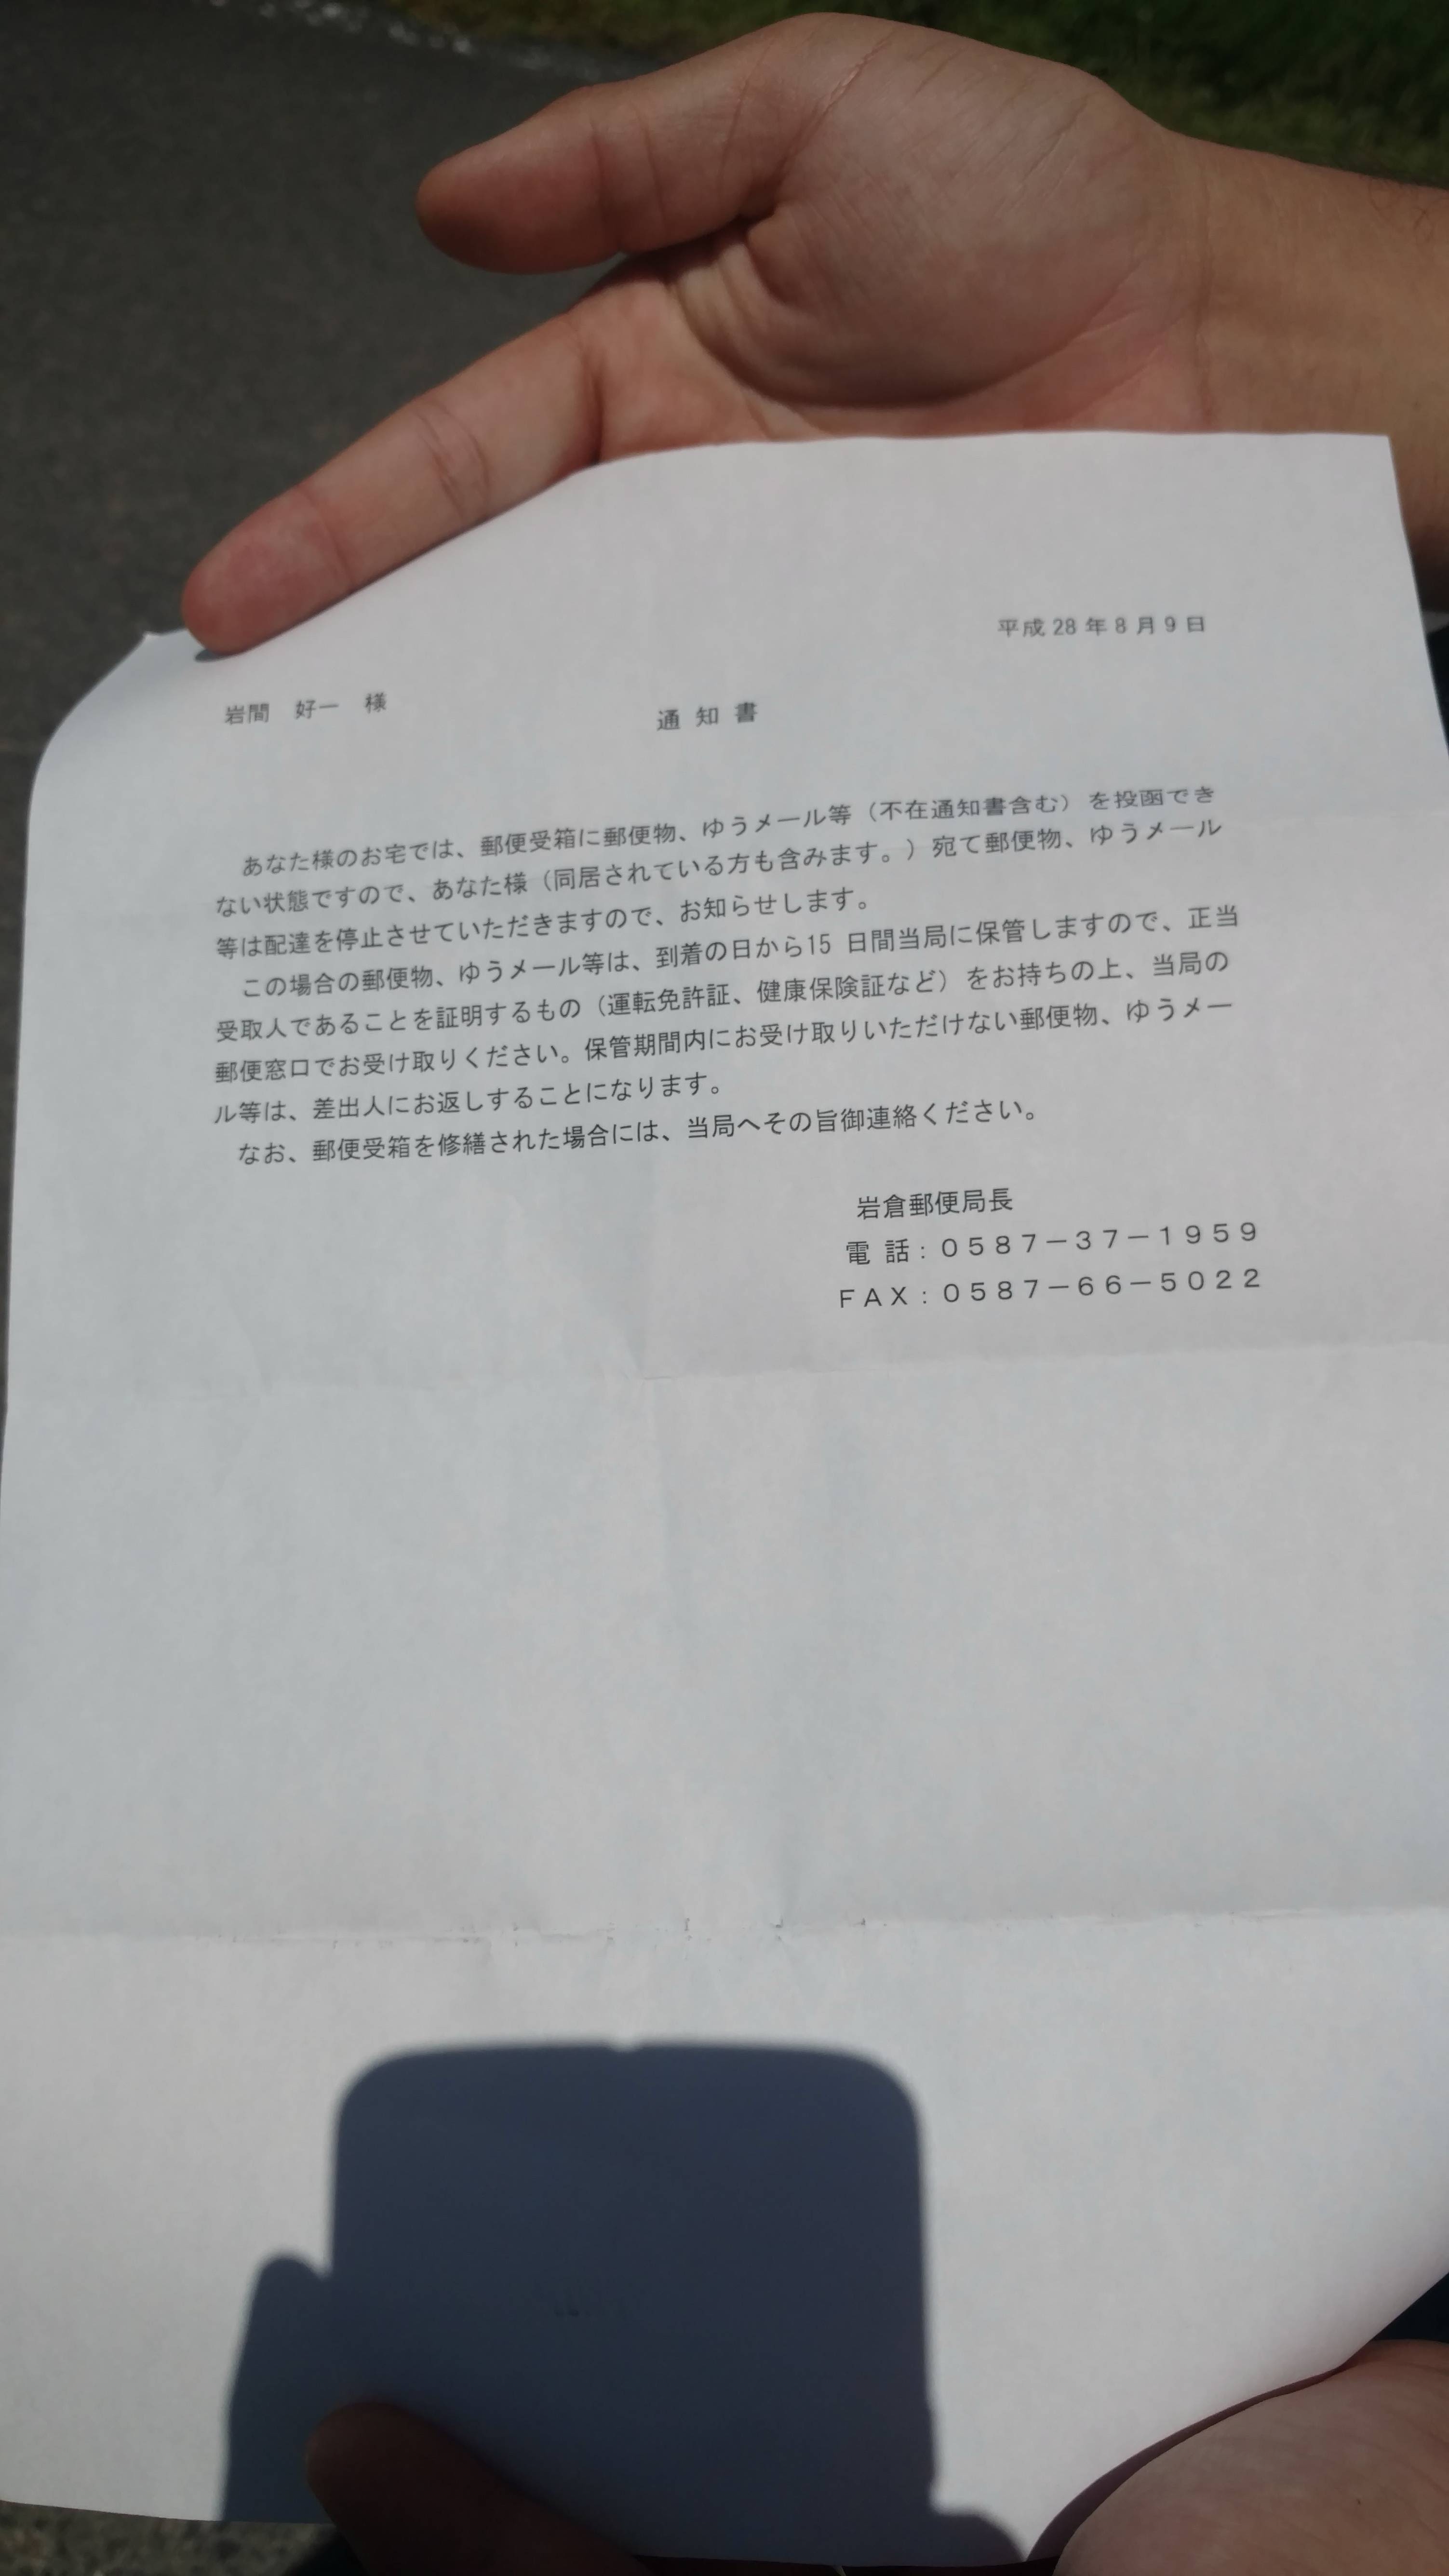 平成28年8月9日
岩間　好一　様
通 知 書
あなた様のお宅では、郵便受箱に郵便物、ゆうメール等（不在通知書含む）を投函でき
ない状態ですので、あなた様（同居されている方も含みます。）宛て郵便物、ゆうメール
等は配達を停止させていただきますので、お知らせします。
この場合の郵便物、ゆうメール等は、到着の日から15 日間当局に保管しますので、正当
受取人であることを証明するもの（運転免許証、健康保険証など）をお持ちの上、当局の
郵便窓口でお受け取りください。保管期間内にお受け取りいただけない郵便物、ゆうメー
ル等は、差出人にお返しすることになります。
なお、郵便受箱を修繕された場合には、当局へその旨御連絡ください。
岩倉郵便局長
電 話：０５８７－３７－１９５９
ＦＡＸ：０５８７－６６－５０２２